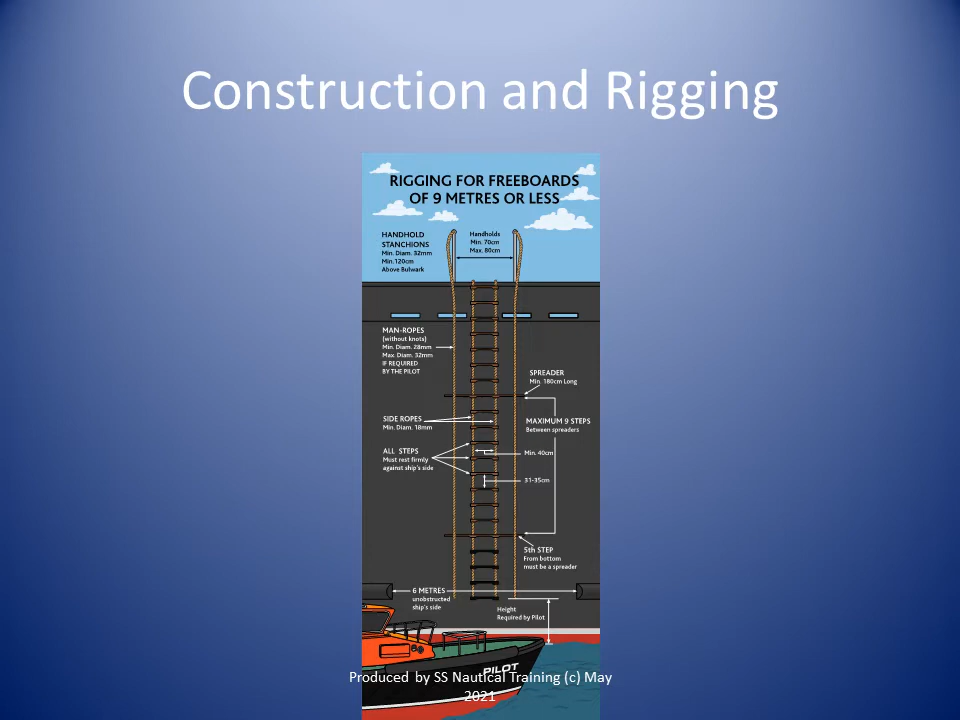 Construction and Rigging
RIGGING FOR FREEBOARDS
OF 9 METRES OR LESS
HANDHOLD
STANCHIONS
Min. Diam. 32mm
Min.120cm
Above Bulwark
Handholds
Min. 70cm
Max. 80cm
MAN-ROPES
(without knots)
Min. Diam. 28mm
Max. Diam. 32mm
IF REQUIRED
BY THE PILOT
SPREADER
Min. 180cm Long
SIDE ROPES
Min. Diam. 18mm
MAXIMUM 9 STEPS
Between spreaders
ALL STEPS
Must rest firmly
against ship's side
Min. 40cm
31-35cm
5th STEP
From bottom
must be a spreader
6 METRES
unobstructed
ship's side
Height
Required by Pilot
PILOT
Produced by SS Nautical Training (c) May
2021